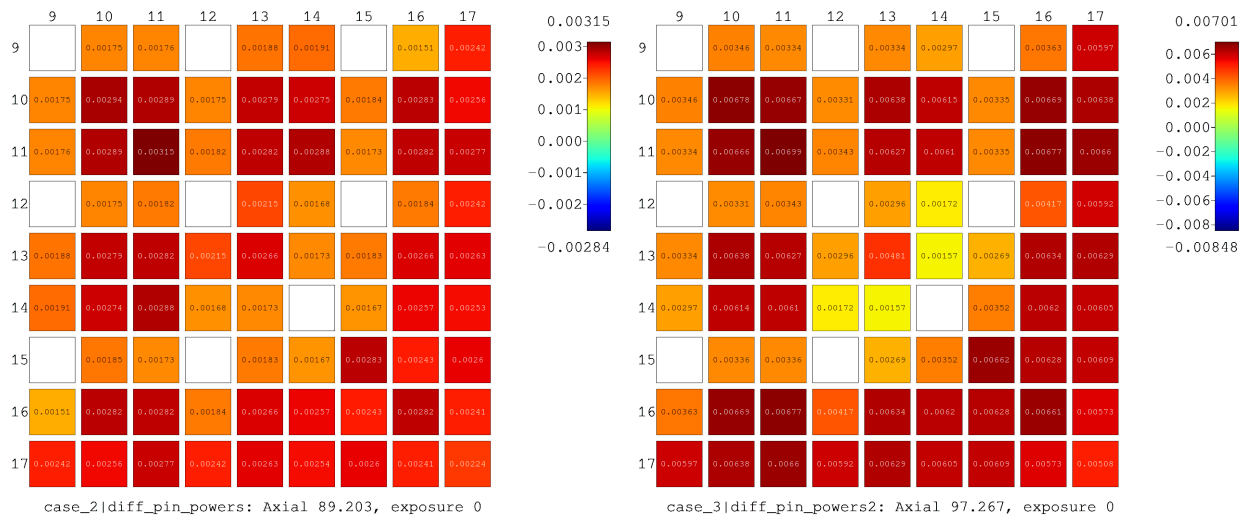 9 10 11 12 13 14 15 16 17
0.00315
9 0.00175 0.00176 0.00188 0.00191 0.00151 0.00242
10 0.00175 0.00294 0.00289 0.00175 0.00279 0.00275 0.00184 0.00283 0.00256
11 0.00176 0.00289 0.00315 0.00182 0.00282 0.00288 0.00173 0.00282 0.00277
12 0.00175 0.00182 0.00215 0.00168 0.00184 0.00242
13 0.00188 0.00279 0.00282 0.00215 0.00266 0.00173 0.00183 0.00266 0.00263
14 0.00191 0.00274 0.00288 0.00168 0.00173 0.00167 0.00257 0.00253
15 0.00185 0.00173 0.00183 0.00167 0.00283 0.00243 0.0026
16 0.00151 0.00282 0.00282 0.00184 0.00266 0.00257 0.00243 0.00282 0.00241
17 0.00242 0.00256 0.00277 0.00242 0.00263 0.00254 0.0026 0.00241 0.00224
0.003
0.002
0.001
0.000
−0.001
−0.002
−0.00284
case_2|diff_pin_powers: Axial 89.203, exposure 0
9 10 11 12 13 14 15 16 17
0.00701
9 0.00346 0.00334 0.00334 0.00297 0.00363 0.00597
10 0.00346 0.00678 0.00667 0.00331 0.00638 0.00615 0.00335 0.00669 0.00638
11 0.00334 0.00666 0.00699 0.00343 0.00627 0.0061 0.00335 0.00677 0.0066
12 0.00331 0.00343 0.00296 0.00172 0.00417 0.00592
13 0.00334 0.00638 0.00627 0.00296 0.00481 0.00157 0.00269 0.00634 0.00629
14 0.00297 0.00614 0.0061 0.00172 0.00157 0.00352 0.0062 0.00605
15 0.00336 0.00336 0.00269 0.00352 0.00662 0.00628 0.00609
16 0.00363 0.00669 0.00677 0.00417 0.00634 0.0062 0.00628 0.00661 0.00573
17 0.00597 0.00638 0.0066 0.00592 0.00629 0.00605 0.00609 0.00573 0.00508
0.006
0.004
0.002
0.000
−0.002
−0.004
−0.006
−0.008
−0.00848
case_3|diff_pin_powers2: Axial 97.267, exposure 0